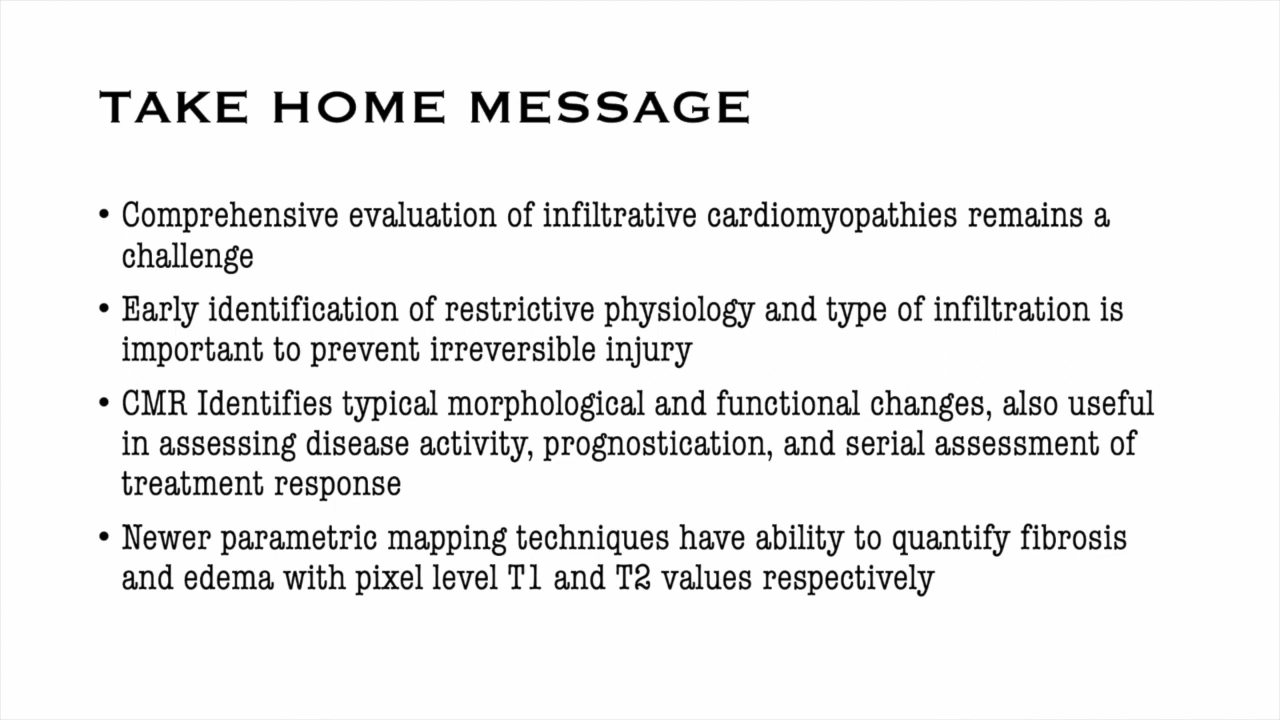 TAKE HOME MESSAGE
• Comprehensive evaluation of infiltrative cardiomyopathies remains a
challenge
• Early identification of restrictive physiology and type of infiltration is
important to prevent irreversible injury
• CMR Identifies typical morphological and functional changes, also useful
in assessing disease activity, prognostication, and serial assessment of
treatment response
• Newer parametric mapping techniques have ability to quantify fibrosis
and edema with pixel level T1 and T2 values respectively